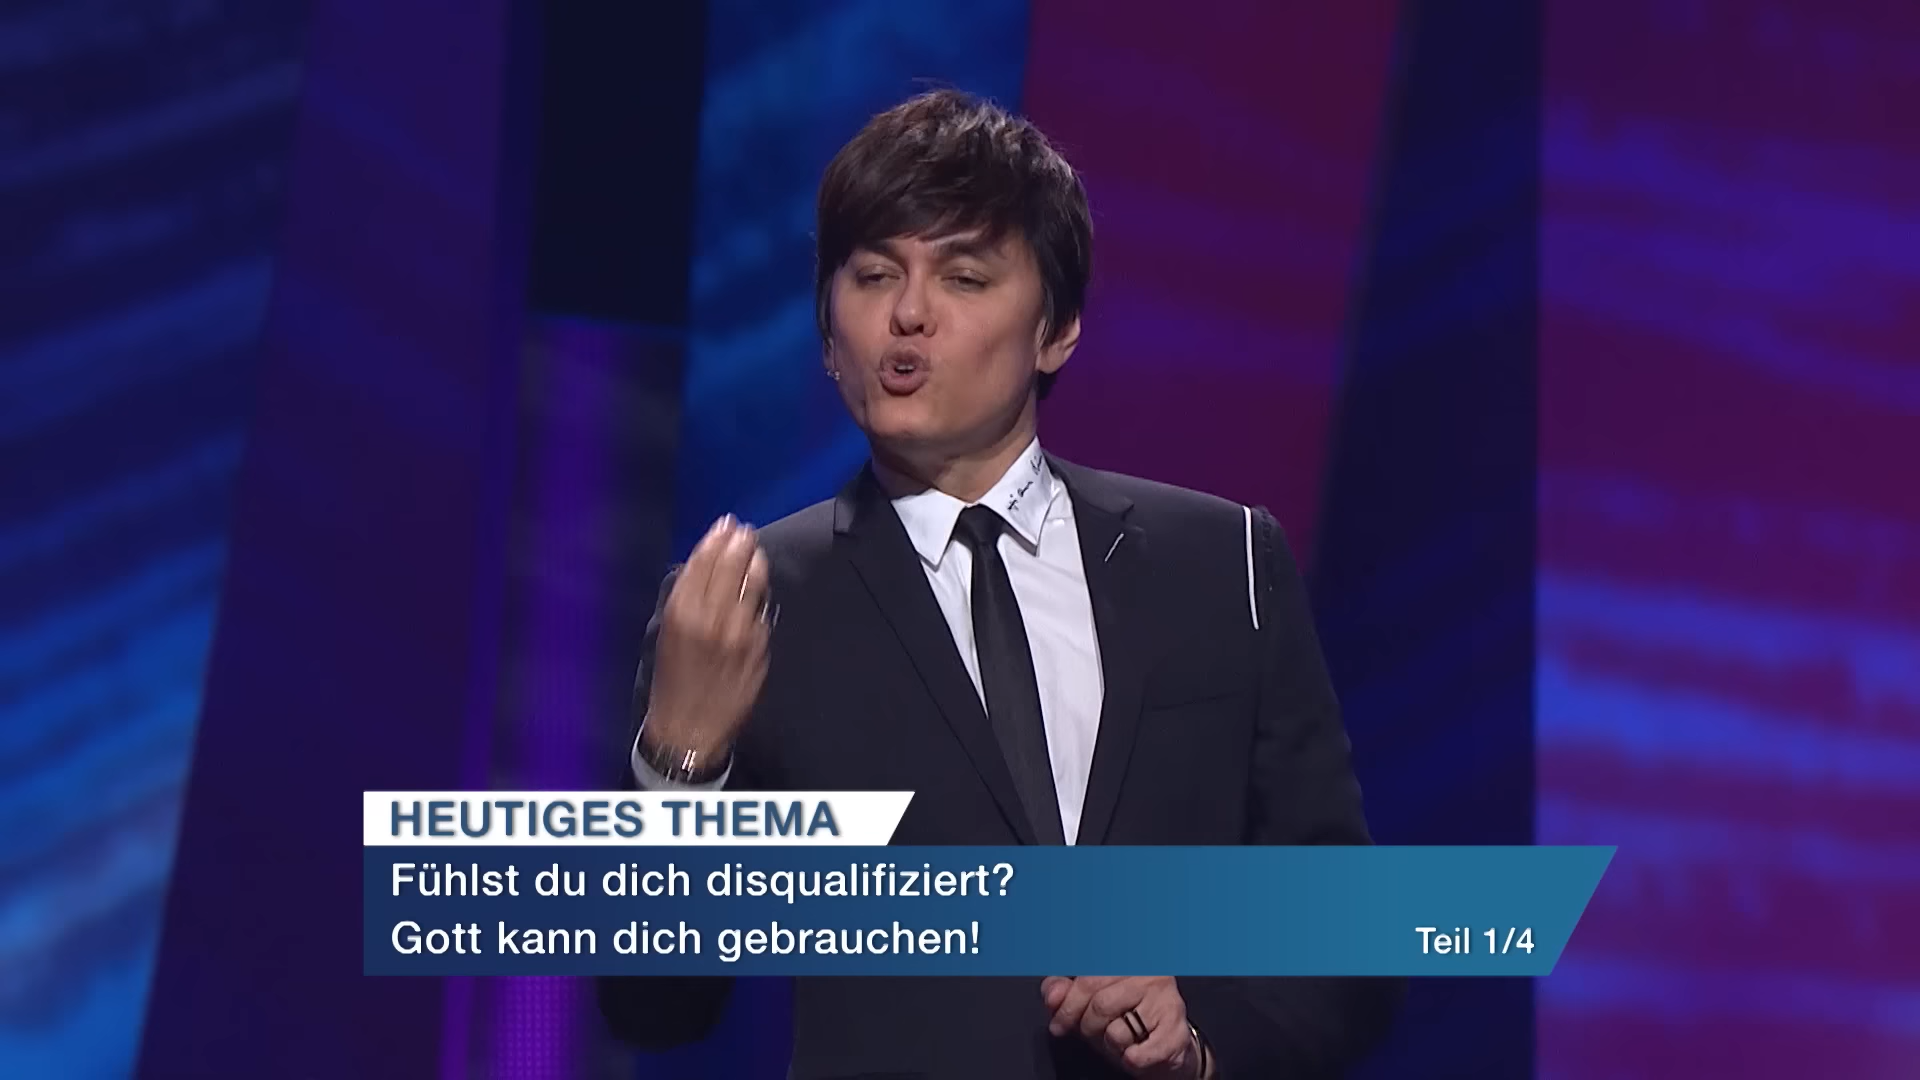 HEUTIGES THEMA
Fühlst du dich disqualifiziert?
Gott kann dich gebrauchen!
Teil 1/4